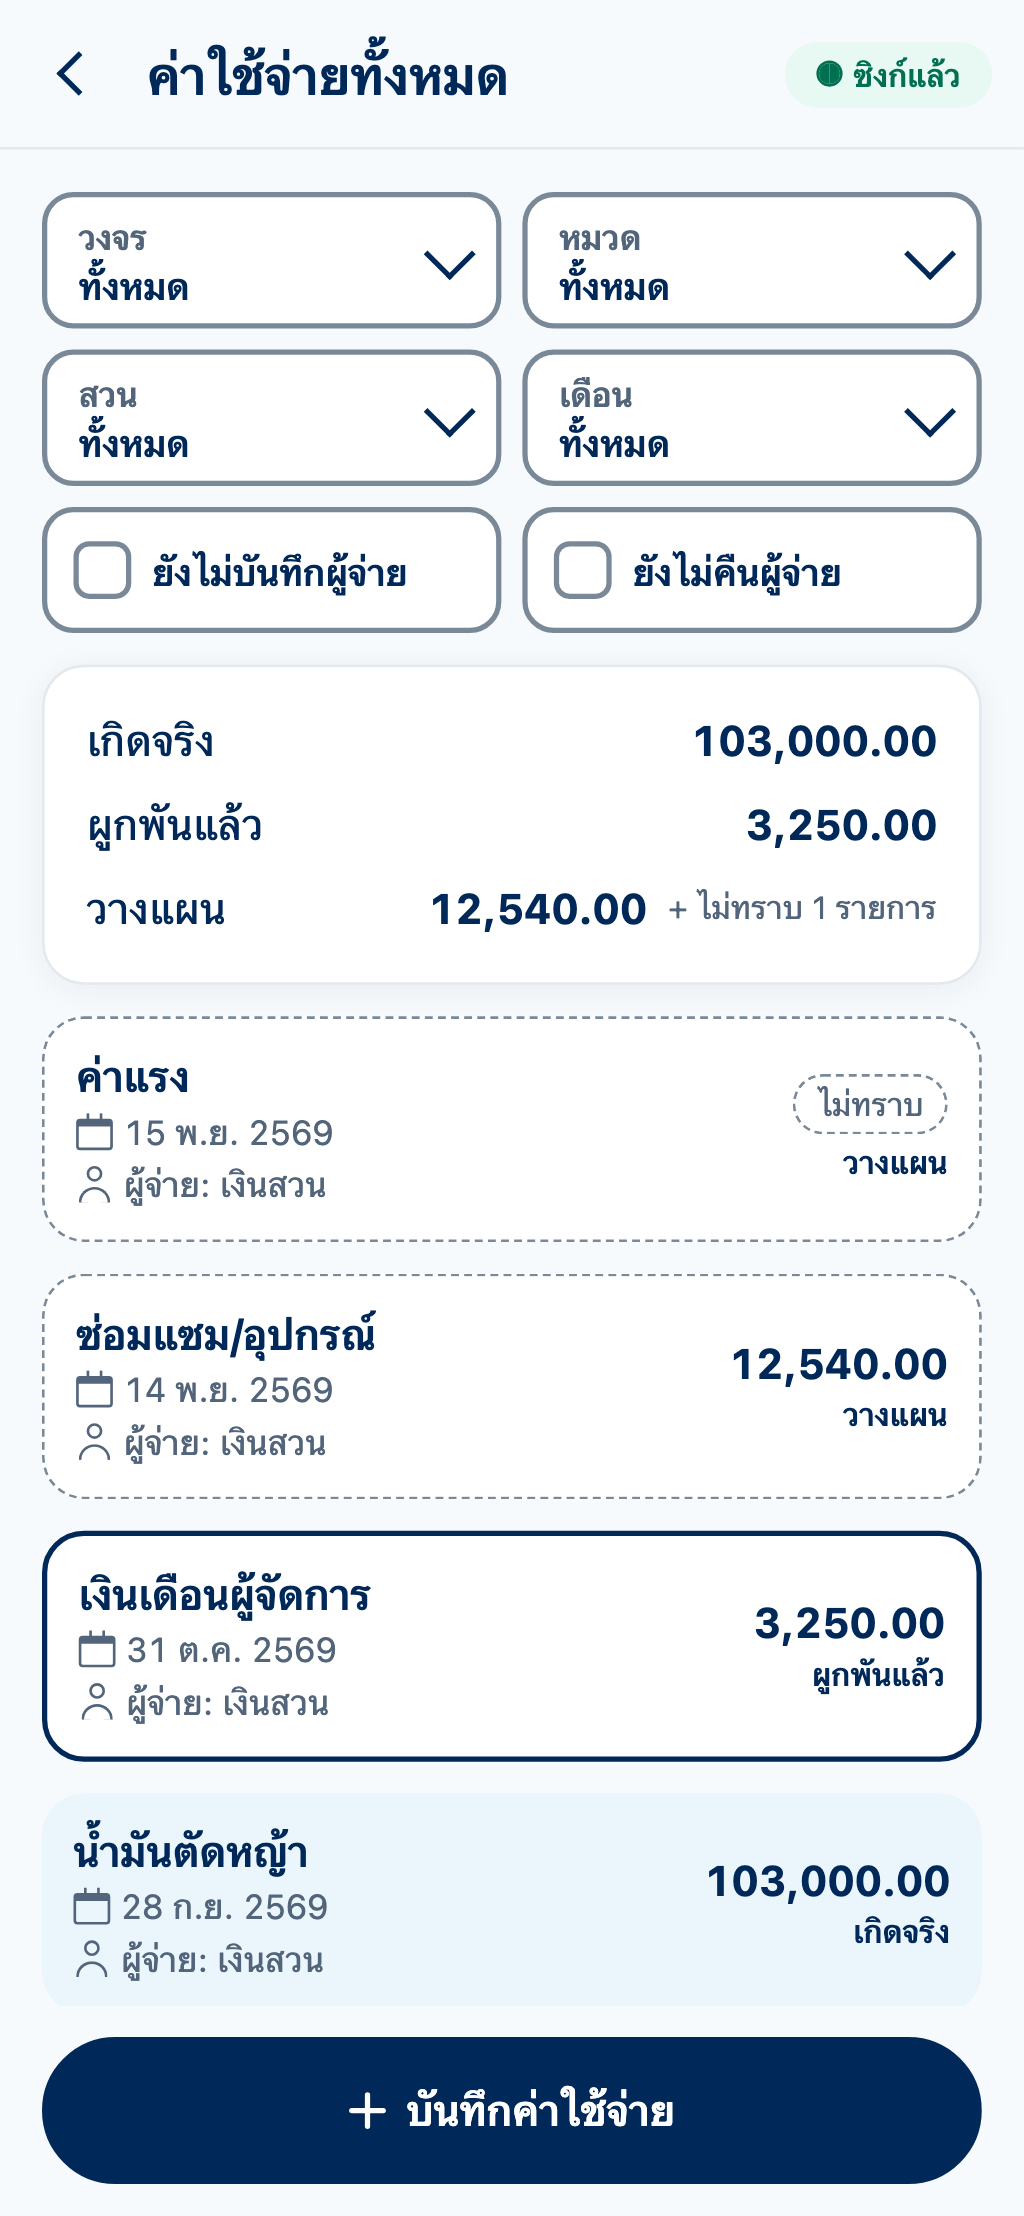 ค่าใช้จ่ายทั้งหมด
ซิงก์แล้ว
วงจร
ทั้งหมด
หมวด
ทั้งหมด
สวน
ทั้งหมด
เดือน
ทั้งหมด
ยังไม่บันทึกผู้จ่าย
ยังไม่คืนผู้จ่าย
เกิดจริง 103,000.00
ผูกพันแล้ว 3,250.00
วางแผน 12,540.00 + ไม่ทราบ 1 รายการ
ค่าแรง
15 พ.ย. 2569
ผู้จ่าย: เงินสวน
ไม่ทราบ
วางแผน
ซ่อมแซม/อุปกรณ์
14 พ.ย. 2569
ผู้จ่าย: เงินสวน
12,540.00
วางแผน
เงินเดือนผู้จัดการ
31 ต.ค. 2569
ผู้จ่าย: เงินสวน
3,250.00
ผูกพันแล้ว
น้ำมันตัดหญ้า
28 ก.ย. 2569
ผู้จ่าย: เงินสวน
103,000.00
เกิดจริง
+ บันทึกค่าใช้จ่าย